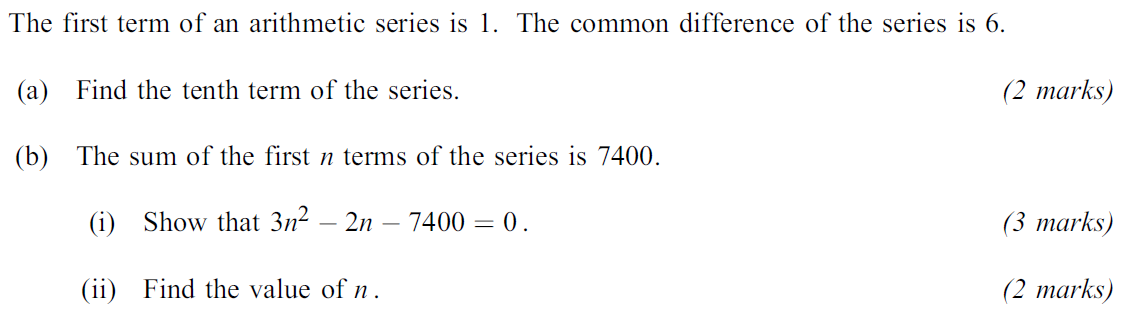 The first term of an arithmetic series is 1. The common difference of the series is 6.
(a) Find the tenth term of the series. (2 marks)
(b) The sum of the first n terms of the series is 7400.
(i) Show that 3n² – 2n – 7400 = 0 . (3 marks)
(ii) Find the value of n . (2 marks)